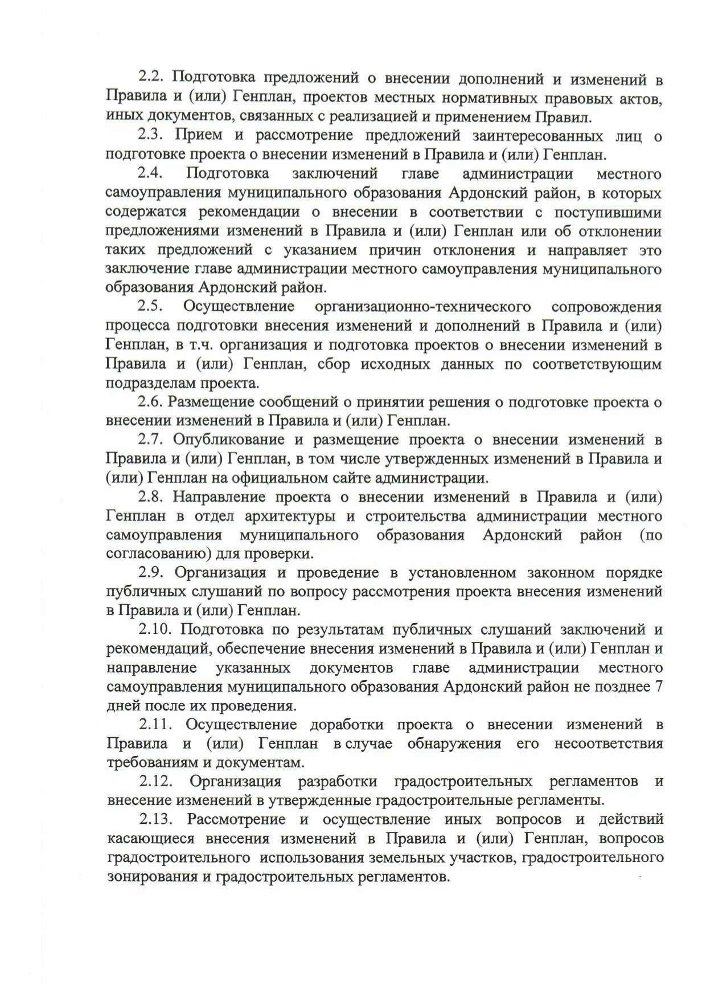 2.2. Подготовка предложений о внесении дополнений и изменений в
Правила и (или) Генплан, проектов местных нормативных правовых актов,
иных документов, связанных с реализацией и применением Правил.
2.3. Прием и рассмотрение предложений заинтересованных лиц о
подготовке проекта о внесении изменений в Правила и (или) Генплан.
2.4. Подготовка заключений главе администрации местного
самоуправления муниципального образования Ардонский район, в которых
содержатся рекомендации о внесении в соответствии с поступившими
предложениями изменений в Правила и (или) Генплан или об отклонении
таких предложений с указанием причин отклонения и направляет это
заключение главе администрации местного самоуправления муниципального
образования Ардонский район.
2.5. Осуществление организационно-технического сопровождения
процесса подготовки внесения изменений и дополнений в Правила и (или)
Генплан, в т.ч. организация и подготовка проектов о внесении изменений в
Правила и (или) Генплан, сбор исходных данных по соответствующим
подразделам проекта.
2.6. Размещение сообщений о принятии решения о подготовке проекта о
внесении изменений в Правила и (или) Генплан.
2.7. Опубликование и размещение проекта о внесении изменений в
Правила и (или) Генплан, в том числе утвержденных изменений в Правила и
(или) Генплан на официальном сайте администрации.
2.8. Направление проекта о внесении изменений в Правила и (или)
Генплан в отдел архитектуры и строительства администрации местного
самоуправления муниципального образования Ардонский район (по
согласованию) для проверки.
2.9. Организация и проведение в установленном законном порядке
публичных слушаний по вопросу рассмотрения проекта внесения изменений
в Правила и (или) Генплан.
2.10. Подготовка по результатам публичных слушаний заключений и
рекомендаций, обеспечение внесения изменений в Правила и (или) Генплан и
направление указанных документов главе администрации местного
самоуправления муниципального образования Ардонский район не позднее 7
дней после их проведения.
2.11. Осуществление доработки проекта о внесении изменений в
Правила и (или) Генплан в случае обнаружения его несоответствия
требованиям и документам.
2.12. Организация разработки градостроительных регламентов и
внесение изменений в утвержденные градостроительные регламенты.
2.13. Рассмотрение и осуществление иных вопросов и действий
касающиеся внесения изменений в Правила и (или) Генплан, вопросов
градостроительного использования земельных участков, градостроительного
зонирования и градостроительных регламентов.